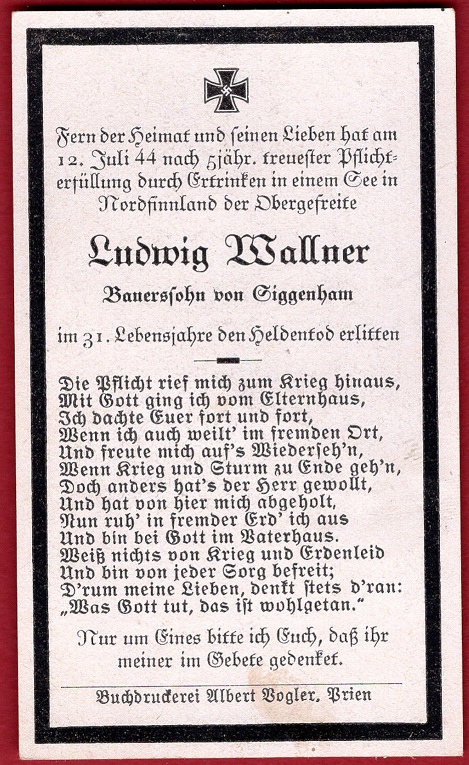 Fern der Heimat und seinen Lieben hat am
12. Juli 44 nach 5jähr. treuester Pflicht-
erfüllung durch Ertrinken in einem See in
Nordfinnland der Obergefreite
Ludwig Wallner
Bauerssohn von Siggenham
im 31. Lebensjahre den Heldentod erlitten
Die Pflicht rief mich zum Krieg hinaus,
Mit Gott ging ich vom Elternhaus,
Ich dachte Euer fort und fort,
Wenn ich auch weilt' im fremden Ort,
Und freute mich auf's Wiederseh'n,
Wenn Krieg und Sturm zu Ende geh'n,
Doch anders hat's der Herr gewollt,
Und hat von hier mich abgeholt,
Nun ruh' in fremder Erd' ich aus
Und bin bei Gott im Vaterhaus.
Weiß nichts von Krieg und Erdenleid
Und bin von jeder Sorg befreit;
D'rum meine Lieben, denkt stets d'ran:
„Was Gott tut, das ist wohlgetan.“
Nur um Eines bitte ich Euch, daß ihr
meiner im Gebete gedenket.
Buchdruckerei Albert Vogler, Prien